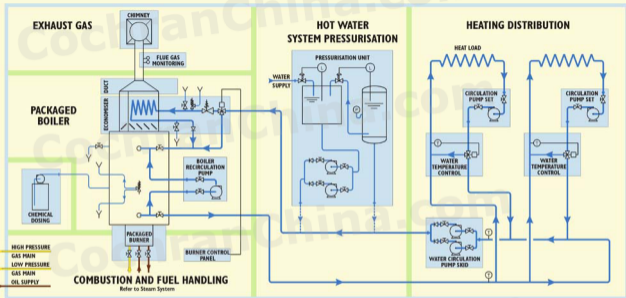 EXHAUST GAS
CHIMNEY
FLUE GAS
MONITORING
HOT WATER
SYSTEM PRESSURISATION
PRESSURISATION UNIT
WATER
SUPPLY
HEATING DISTRIBUTION
HEAT LOAD
CIRCULATION
PUMP SET
CIRCULATION
PUMP SET
PACKAGED
BOILER
DUCT
ECONOMISER
WATER
TEMPERATURE
CONTROL
WATER
TEMPERATURE
CONTROL
BOILER
RECIRCULATION
PUMP
CHEMICAL
DOSING
PACKAGED
BURNER
BURNER CONTROL
PANEL
WATER CIRCULATION
PUMP SKID
HIGH PRESSURE
GAS MAIN
LOW PRESSURE
GAS MAIN
OIL SUPPLY
COMBUSTION AND FUEL HANDLING
Refer to Steam System
CochranChina.com
CochranChina.com
CochranChina.com